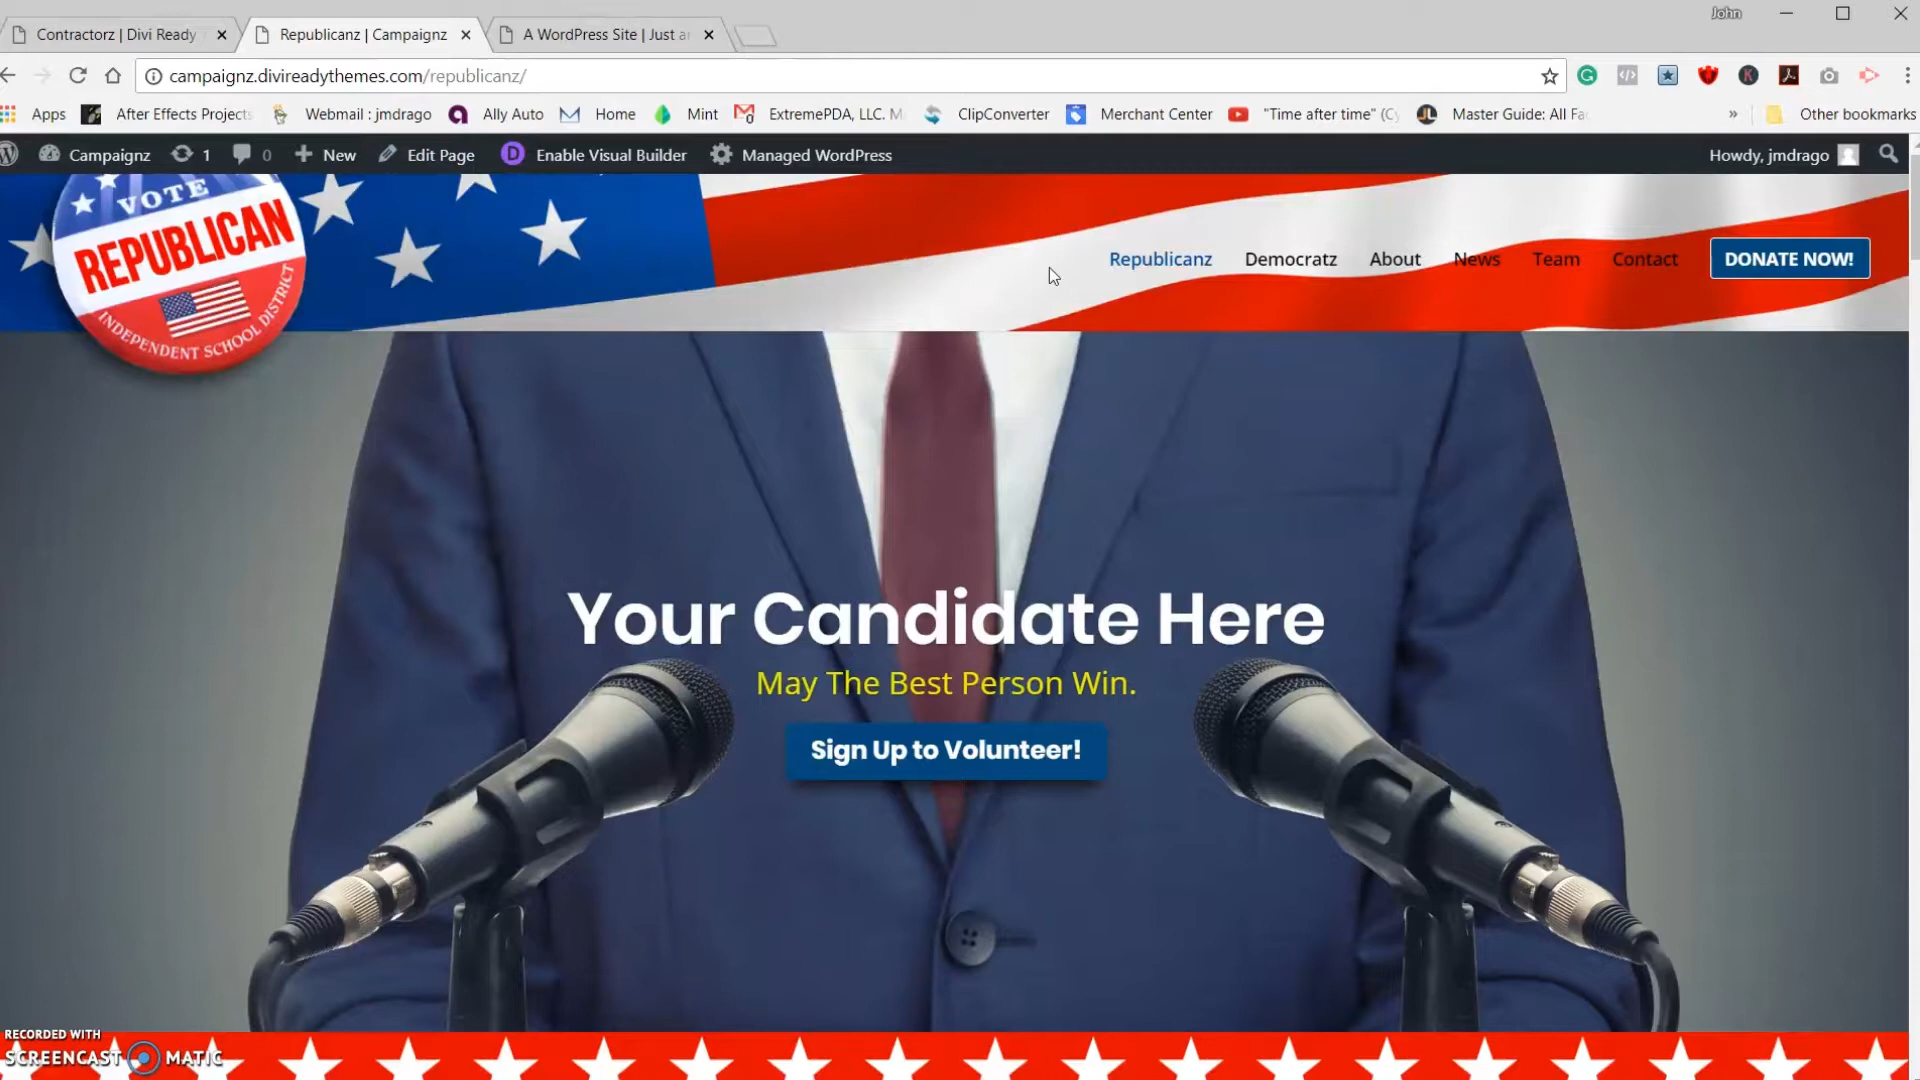 John
Contractorz | Divi Ready
Republicanz | Campaignz
A WordPress Site | Just a
campaignz.divireadythemes.com/republicanz/
Apps
After Effects Projects
Webmail : jmdrago
Ally Auto
Home
Mint
ExtremePDA, LLC. M
ClipConverter
Merchant Center
"Time after time" (Cy
Master Guide: All Fac
»
Other bookmarks
Campaignz
1
0
New
Edit Page
Enable Visual Builder
Managed WordPress
Howdy, jmdrago
VOTE
REPUBLICAN
INDEPENDENT SCHOOL DISTRICT
Republicanz
Democratz
About
News
Team
Contact
DONATE NOW!
Your Candidate Here
May The Best Person Win.
Sign Up to Volunteer!
RECORDED WITH
SCREENCAST MATIC